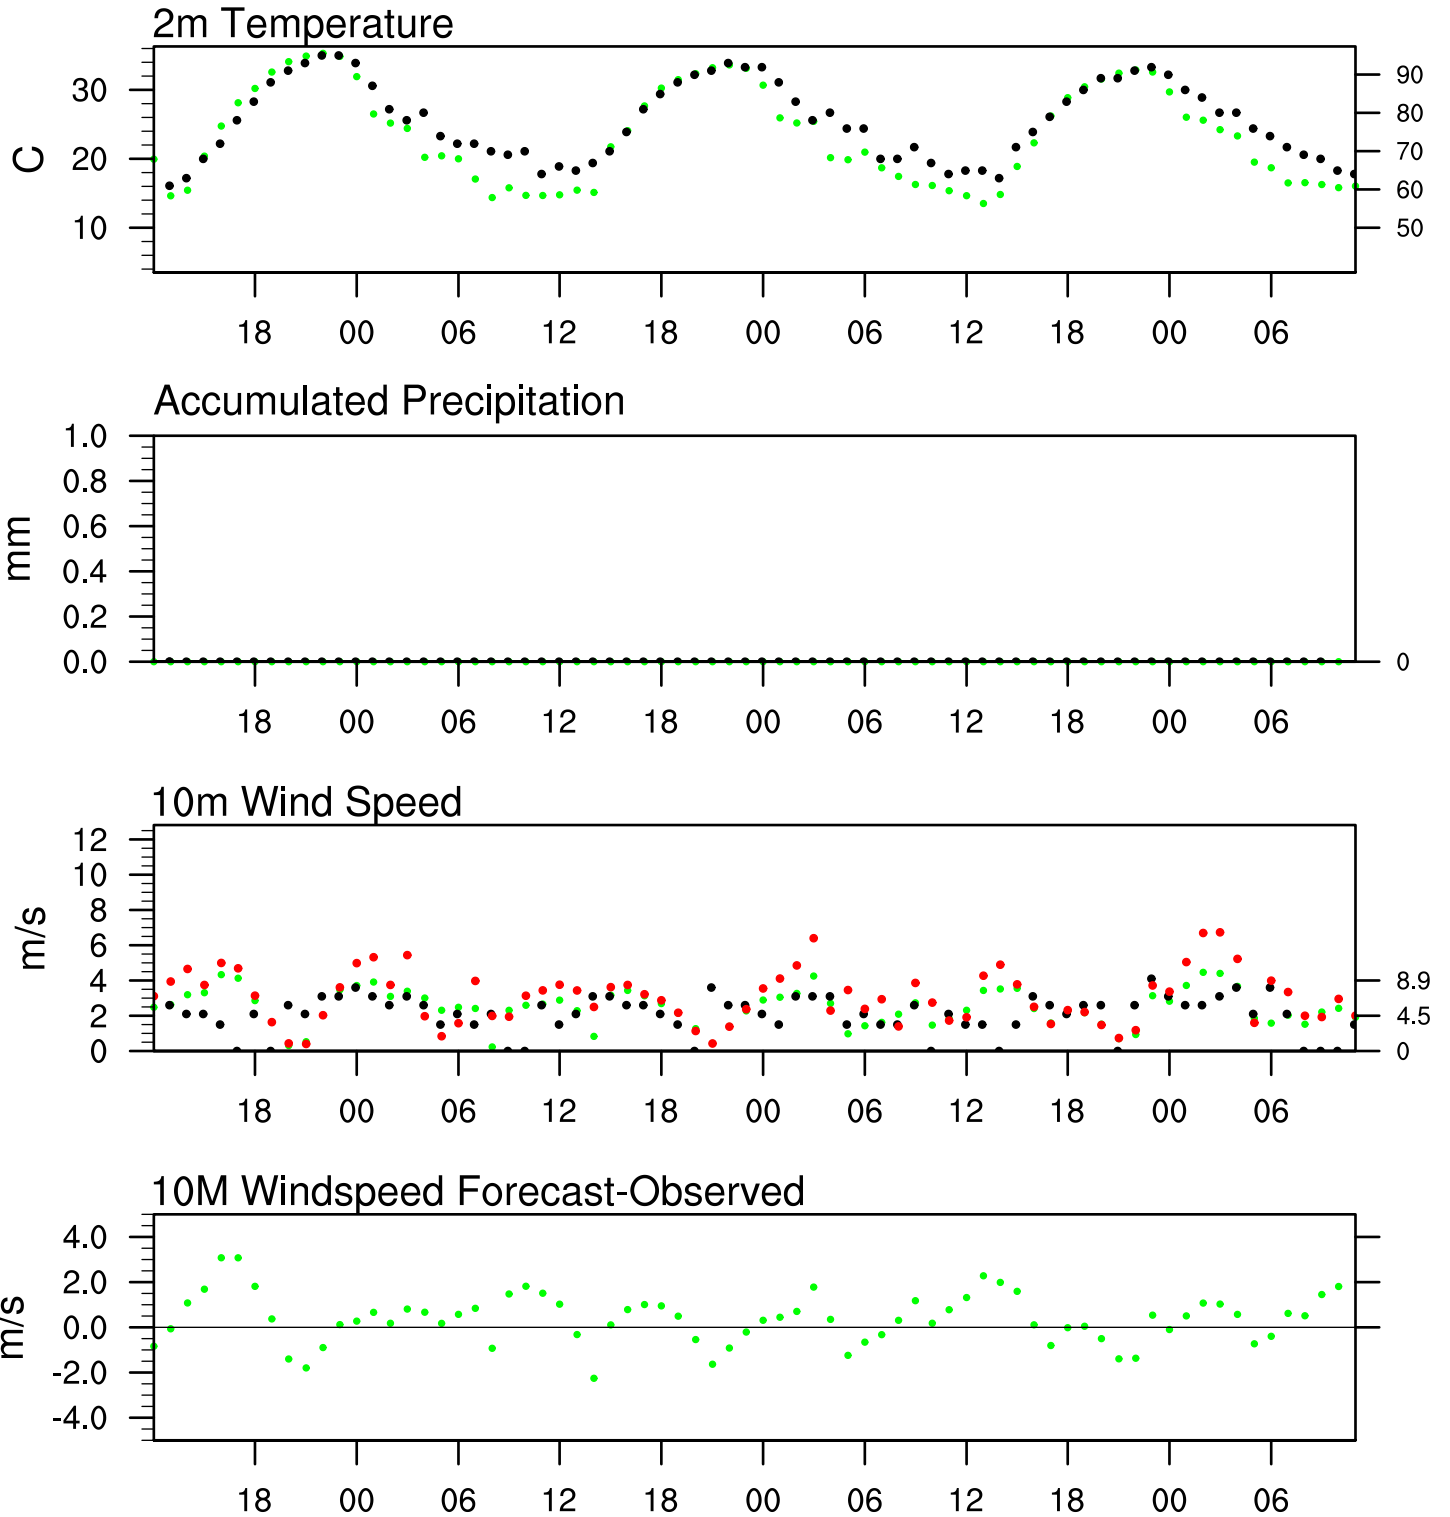 2m Temperature
30
20
10
C
90
80
70
60
50
18 00 06 12 18 00 06 12 18 00 06
Accumulated Precipitation
1.0
0.8
0.6
0.4
0.2
0.0
mm
0
18 00 06 12 18 00 06 12 18 00 06
10m Wind Speed
12
10
8
6
4
2
0
m/s
8.9
4.5
0
18 00 06 12 18 00 06 12 18 00 06
10M Windspeed Forecast-Observed
4.0
2.0
0.0
-2.0
-4.0
m/s
18 00 06 12 18 00 06 12 18 00 06